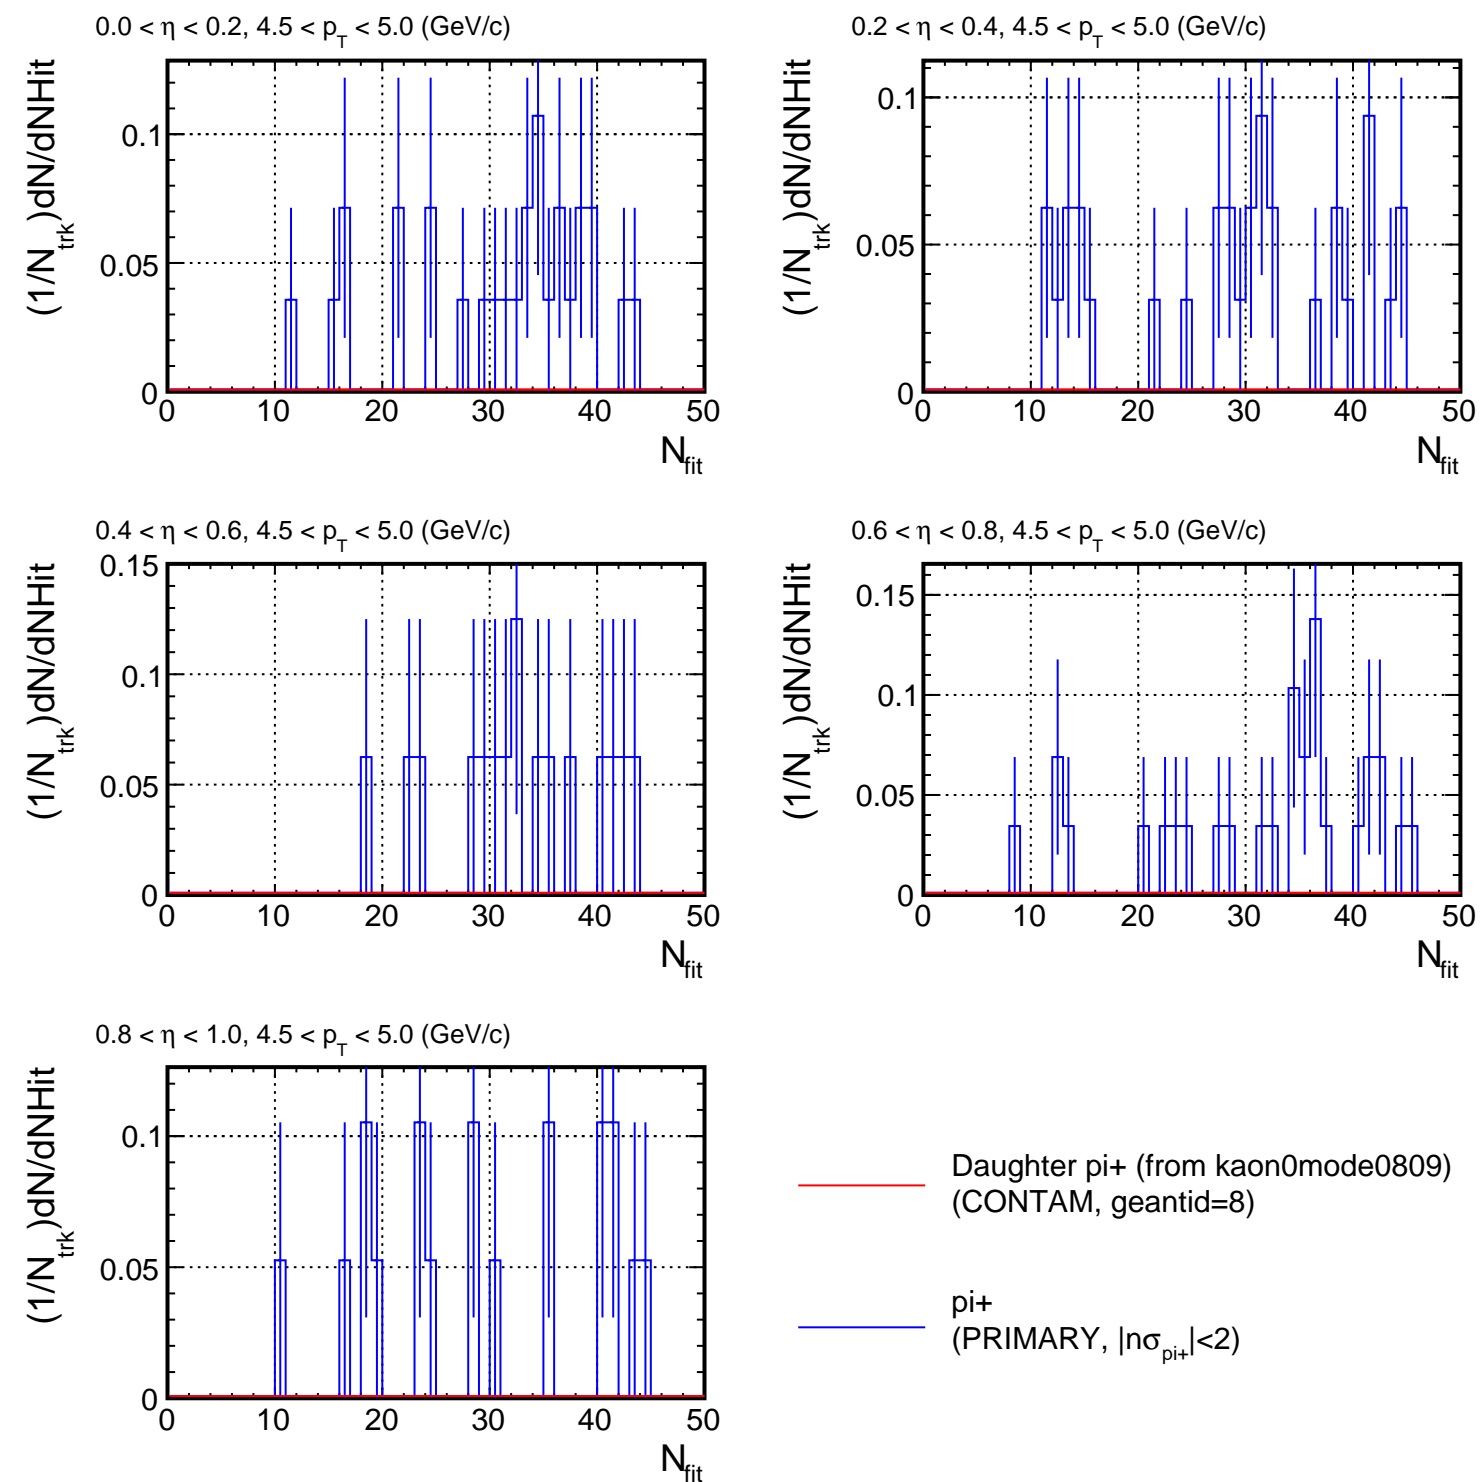 0.0 < η < 0.2, 4.5 < p_T < 5.0 (GeV/c)
(1/N_trk)dN/dNHit
0.1
0.05
0
0 10 20 30 40 50
N_fit
0.2 < η < 0.4, 4.5 < p_T < 5.0 (GeV/c)
(1/N_trk)dN/dNHit
0.1
0.05
0
0 10 20 30 40 50
N_fit
0.4 < η < 0.6, 4.5 < p_T < 5.0 (GeV/c)
(1/N_trk)dN/dNHit
0.15
0.1
0.05
0
0 10 20 30 40 50
N_fit
0.6 < η < 0.8, 4.5 < p_T < 5.0 (GeV/c)
(1/N_trk)dN/dNHit
0.15
0.1
0.05
0
0 10 20 30 40 50
N_fit
0.8 < η < 1.0, 4.5 < p_T < 5.0 (GeV/c)
(1/N_trk)dN/dNHit
0.1
0.05
0
0 10 20 30 40 50
N_fit
Daughter pi+ (from kaon0mode0809)
(CONTAM, geantid=8)
pi+
(PRIMARY, |nσ_pi+|<2)